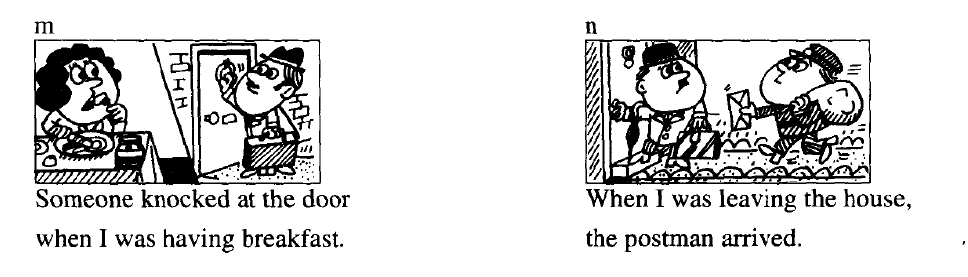 m
Someone knocked at the door
when I was having breakfast.
n
When I was leaving the house,
the postman arrived.